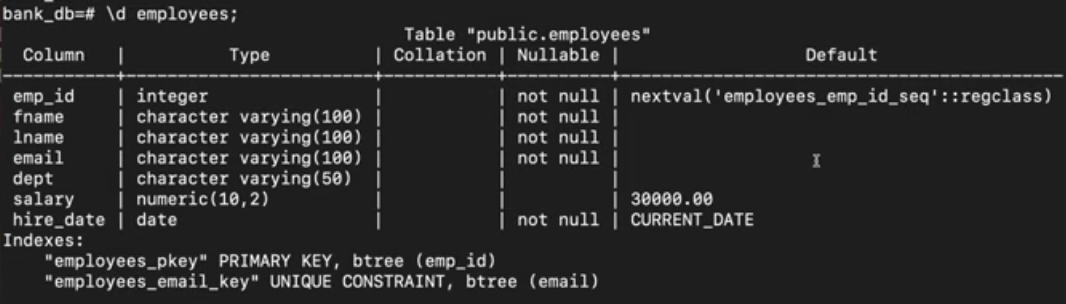 bank_db=# \d employees;
Table "public.employees"
Column | Type | Collation | Nullable | Default
-----------+------------------------+-----------+----------+-------------------------------------------
emp_id | integer | | not null | nextval('employees_emp_id_seq'::regclass)
fname | character varying(100) | | not null |
lname | character varying(100) | | not null |
email | character varying(100) | | not null |
dept | character varying(50) | | |
salary | numeric(10,2) | | | 30000.00
hire_date | date | | not null | CURRENT_DATE
Indexes:
"employees_pkey" PRIMARY KEY, btree (emp_id)
"employees_email_key" UNIQUE CONSTRAINT, btree (email)